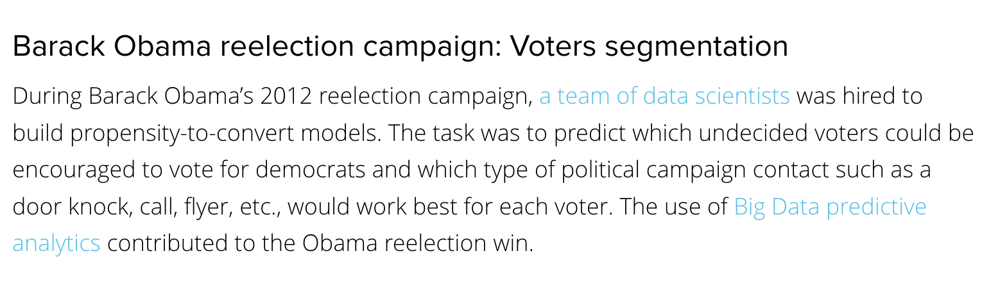 Barack Obama reelection campaign: Voters segmentation
During Barack Obama’s 2012 reelection campaign, a team of data scientists was hired to
build propensity-to-convert models. The task was to predict which undecided voters could be
encouraged to vote for democrats and which type of political campaign contact such as a
door knock, call, flyer, etc., would work best for each voter. The use of Big Data predictive
analytics contributed to the Obama reelection win.